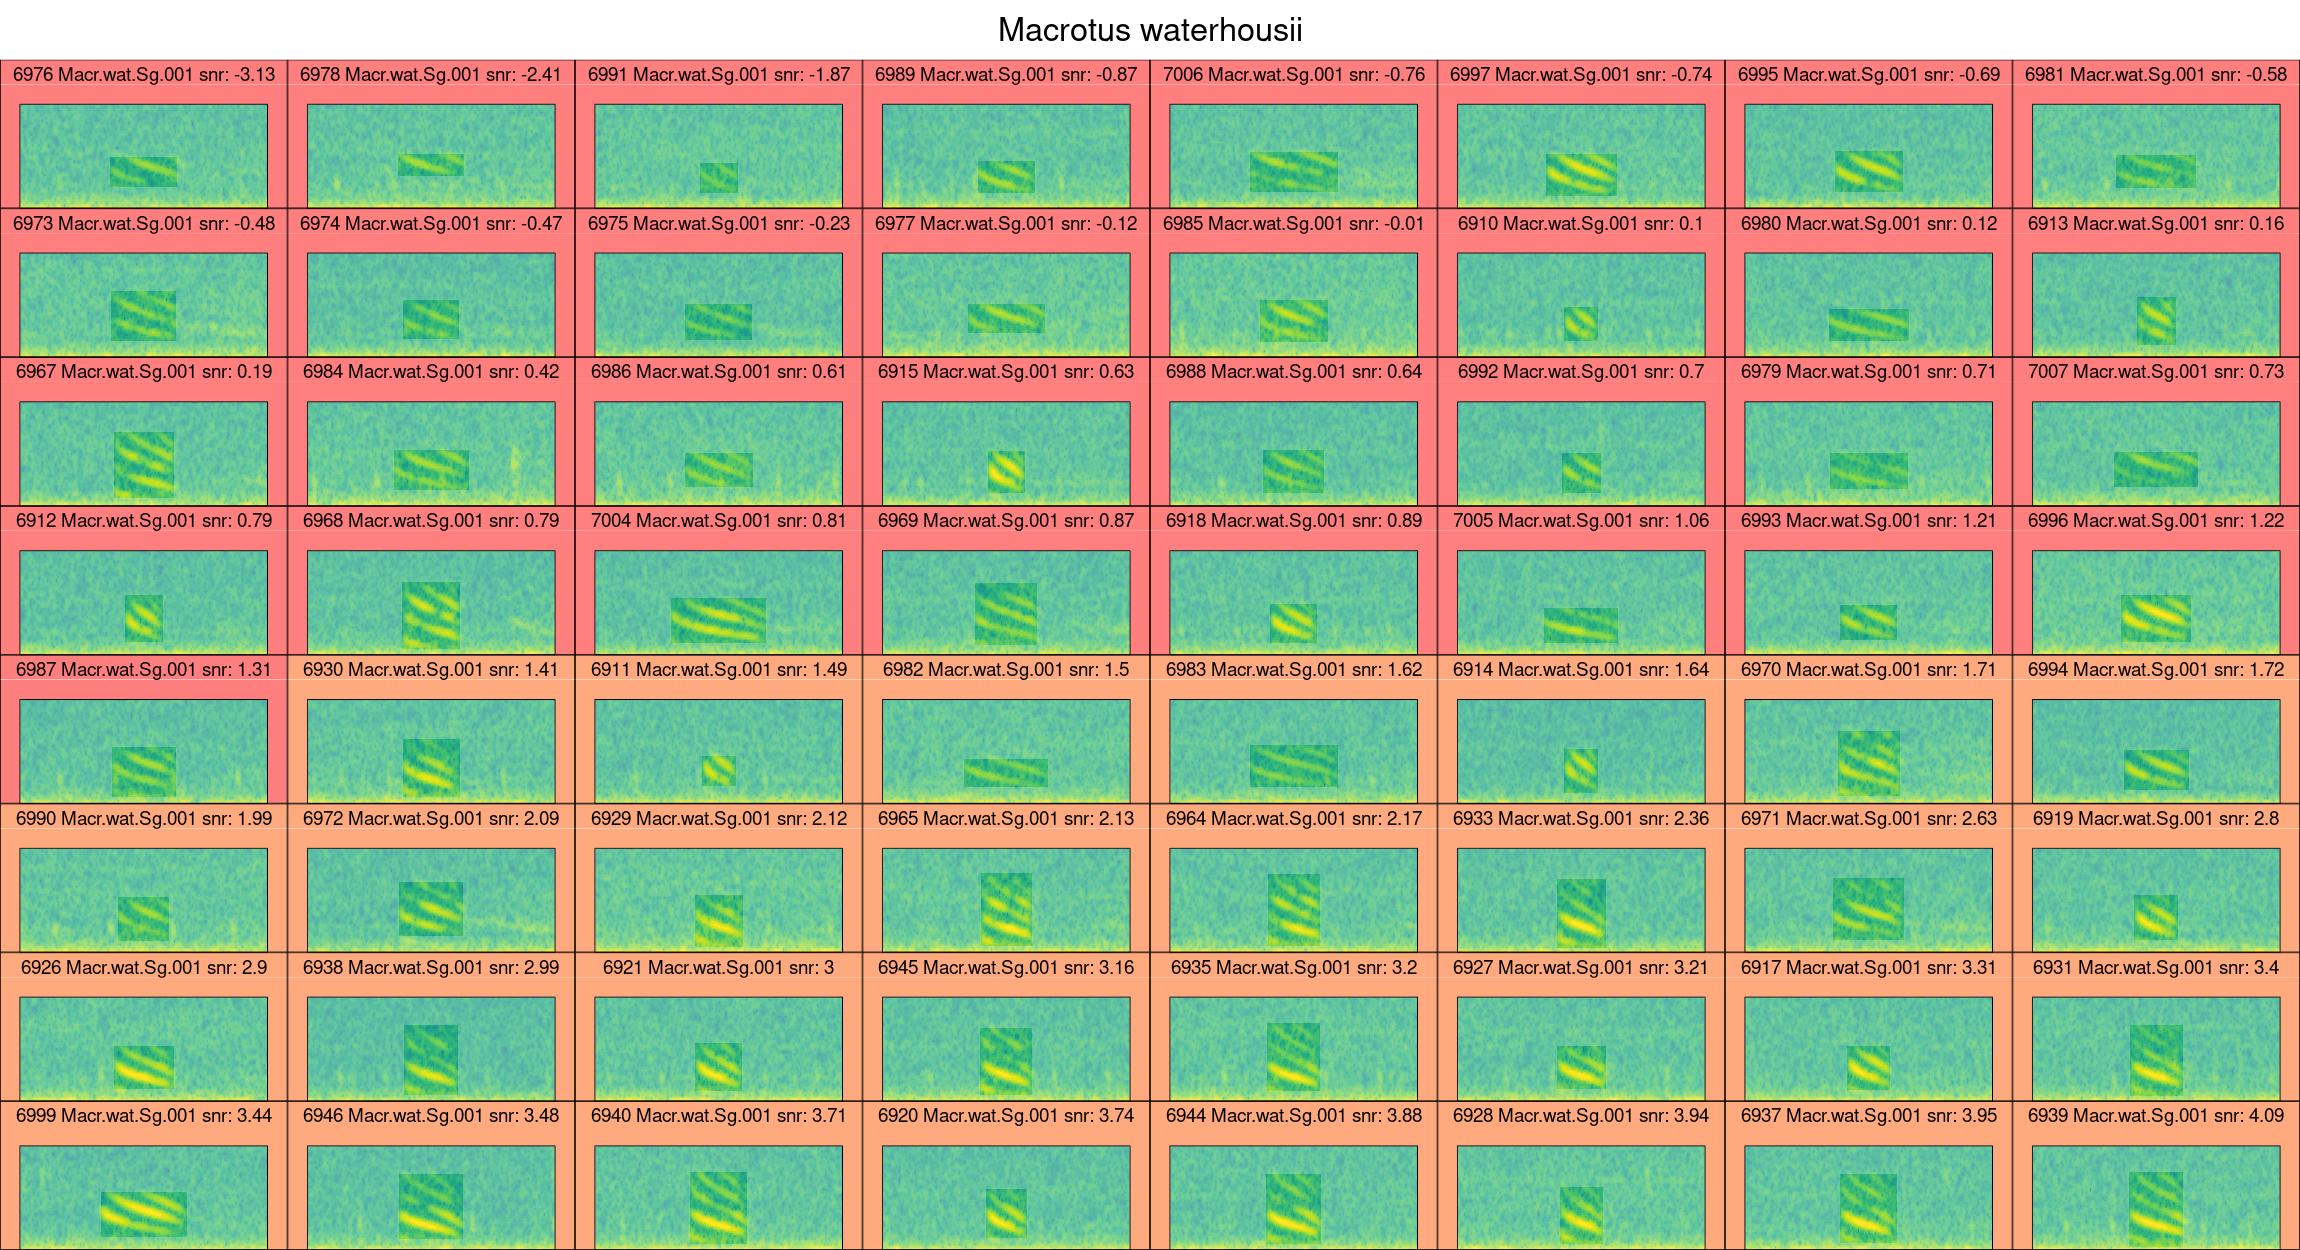 Macrotus waterhousii
6976 Macr.wat.Sg.001 snr: -3.13
6978 Macr.wat.Sg.001 snr: -2.41
6991 Macr.wat.Sg.001 snr: -1.87
6989 Macr.wat.Sg.001 snr: -0.87
7006 Macr.wat.Sg.001 snr: -0.76
6997 Macr.wat.Sg.001 snr: -0.74
6995 Macr.wat.Sg.001 snr: -0.69
6981 Macr.wat.Sg.001 snr: -0.58
6973 Macr.wat.Sg.001 snr: -0.48
6974 Macr.wat.Sg.001 snr: -0.47
6975 Macr.wat.Sg.001 snr: -0.23
6977 Macr.wat.Sg.001 snr: -0.12
6985 Macr.wat.Sg.001 snr: -0.01
6910 Macr.wat.Sg.001 snr: 0.1
6980 Macr.wat.Sg.001 snr: 0.12
6913 Macr.wat.Sg.001 snr: 0.16
6967 Macr.wat.Sg.001 snr: 0.19
6984 Macr.wat.Sg.001 snr: 0.42
6986 Macr.wat.Sg.001 snr: 0.61
6915 Macr.wat.Sg.001 snr: 0.63
6988 Macr.wat.Sg.001 snr: 0.64
6992 Macr.wat.Sg.001 snr: 0.7
6979 Macr.wat.Sg.001 snr: 0.71
7007 Macr.wat.Sg.001 snr: 0.73
6912 Macr.wat.Sg.001 snr: 0.79
6968 Macr.wat.Sg.001 snr: 0.79
7004 Macr.wat.Sg.001 snr: 0.81
6969 Macr.wat.Sg.001 snr: 0.87
6918 Macr.wat.Sg.001 snr: 0.89
7005 Macr.wat.Sg.001 snr: 1.06
6993 Macr.wat.Sg.001 snr: 1.21
6996 Macr.wat.Sg.001 snr: 1.22
6987 Macr.wat.Sg.001 snr: 1.31
6930 Macr.wat.Sg.001 snr: 1.41
6911 Macr.wat.Sg.001 snr: 1.49
6982 Macr.wat.Sg.001 snr: 1.5
6983 Macr.wat.Sg.001 snr: 1.62
6914 Macr.wat.Sg.001 snr: 1.64
6970 Macr.wat.Sg.001 snr: 1.71
6994 Macr.wat.Sg.001 snr: 1.72
6990 Macr.wat.Sg.001 snr: 1.99
6972 Macr.wat.Sg.001 snr: 2.09
6929 Macr.wat.Sg.001 snr: 2.12
6965 Macr.wat.Sg.001 snr: 2.13
6964 Macr.wat.Sg.001 snr: 2.17
6933 Macr.wat.Sg.001 snr: 2.36
6971 Macr.wat.Sg.001 snr: 2.63
6919 Macr.wat.Sg.001 snr: 2.8
6926 Macr.wat.Sg.001 snr: 2.9
6938 Macr.wat.Sg.001 snr: 2.99
6921 Macr.wat.Sg.001 snr: 3
6945 Macr.wat.Sg.001 snr: 3.16
6935 Macr.wat.Sg.001 snr: 3.2
6927 Macr.wat.Sg.001 snr: 3.21
6917 Macr.wat.Sg.001 snr: 3.31
6931 Macr.wat.Sg.001 snr: 3.4
6999 Macr.wat.Sg.001 snr: 3.44
6946 Macr.wat.Sg.001 snr: 3.48
6940 Macr.wat.Sg.001 snr: 3.71
6920 Macr.wat.Sg.001 snr: 3.74
6944 Macr.wat.Sg.001 snr: 3.88
6928 Macr.wat.Sg.001 snr: 3.94
6937 Macr.wat.Sg.001 snr: 3.95
6939 Macr.wat.Sg.001 snr: 4.09